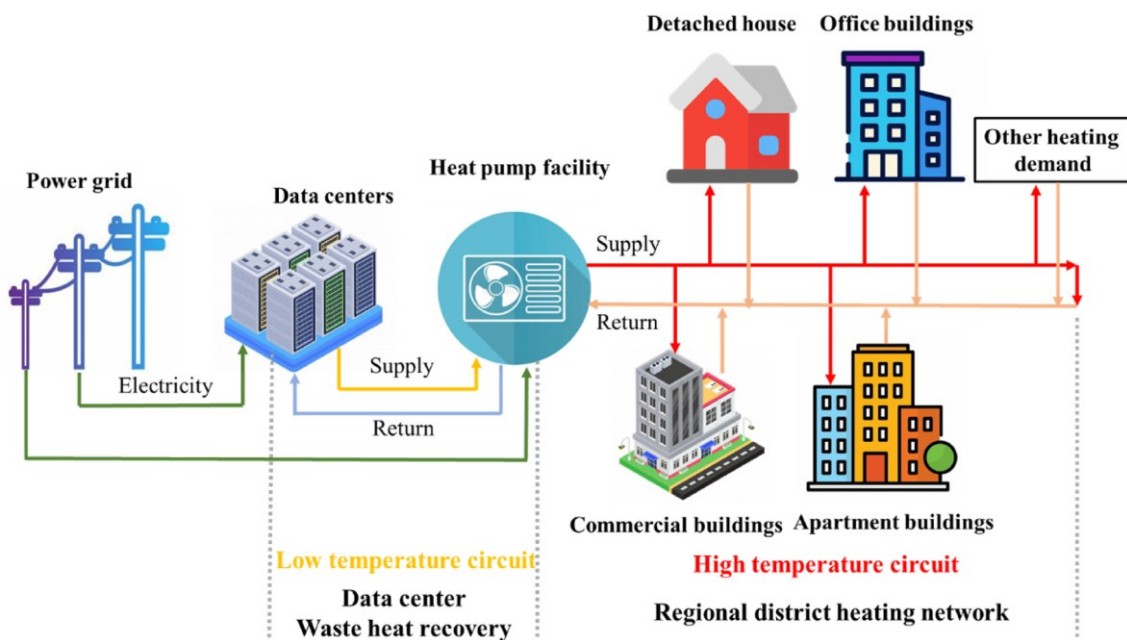 Detached house
Office buildings
Other heating
demand
Heat pump facility
Power grid
Data centers
Supply
Return
Electricity
Supply
Return
Commercial buildings
Apartment buildings
Low temperature circuit
High temperature circuit
Data center
Waste heat recovery
Regional district heating network